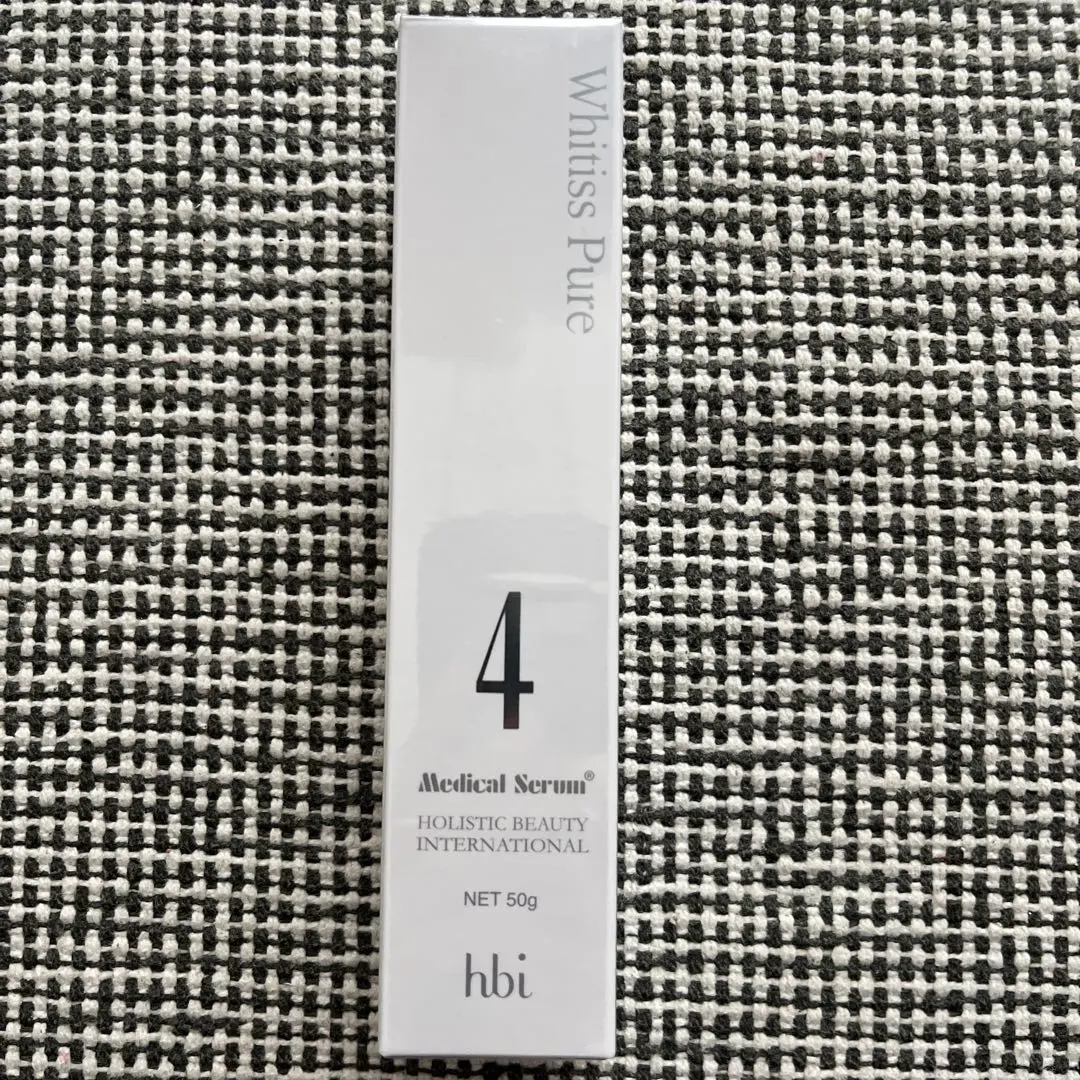 Whitiss Pure
4
Medical Serum®
HOLISTIC BEAUTY
INTERNATIONAL
NET 50g
hbi